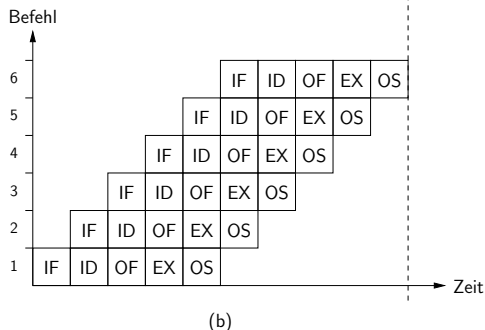 Befehl
6 IF ID OF EX OS
5 IF ID OF EX OS
4 IF ID OF EX OS
3 IF ID OF EX OS
2 IF ID OF EX OS
1 IF ID OF EX OS
Zeit
(b)